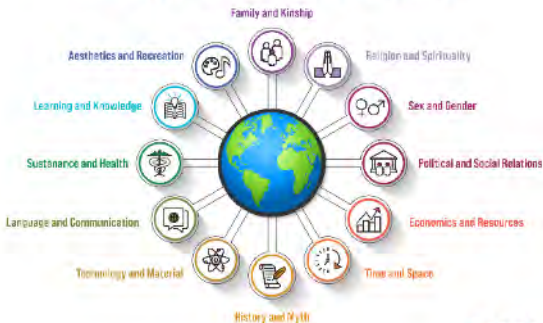 Family and Kinship
Aesthetics and Recreation
Religion and Spirituality
Learning and Knowledge
Sex and Gender
Sustenance and Health
Political and Social Relations
Language and Communication
Economics and Resources
Technology and Material
Time and Space
History and Myth